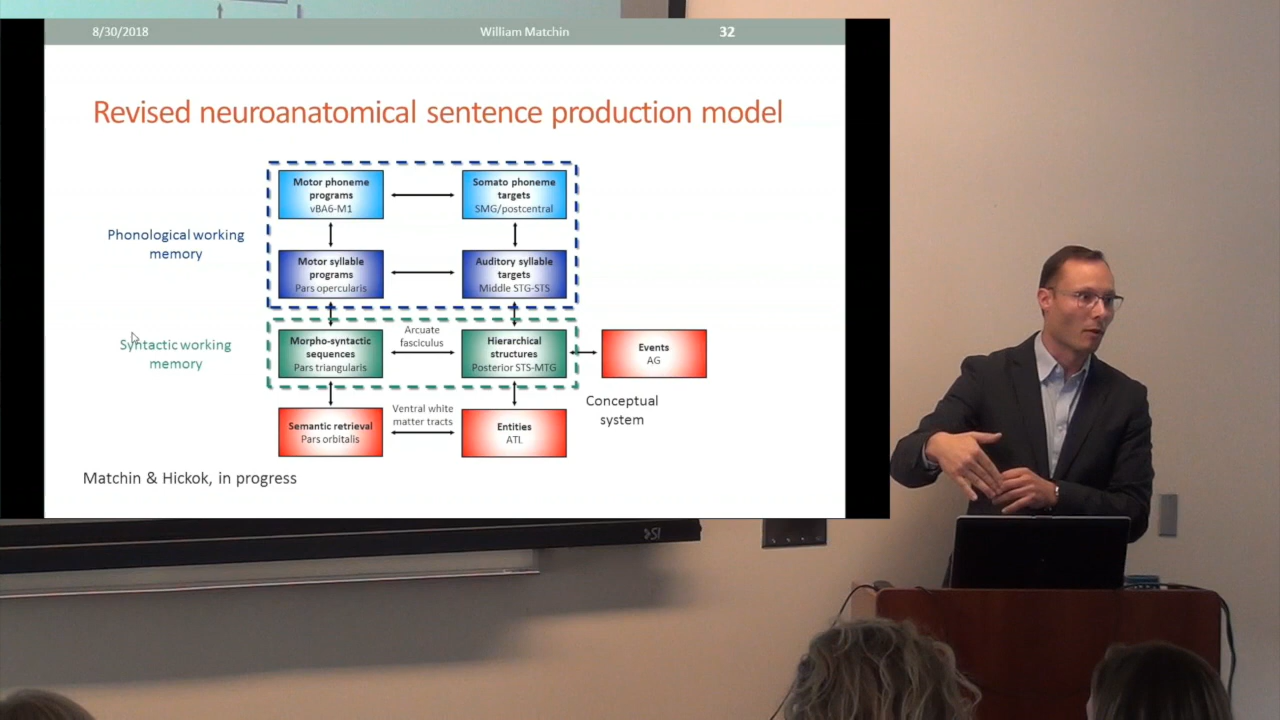 8/30/2018
William Matchin
32
Revised neuroanatomical sentence production model
Motor phoneme
programs
vBA6-M1
Somato phoneme
targets
SMG/postcentral
Phonological working
memory
Motor syllable
programs
Pars opercularis
Auditory syllable
targets
Middle STG-STS
Syntactic working
memory
Morpho-syntactic
sequences
Pars triangularis
Arcuate
fasciculus
Hierarchical
structures
Posterior STS-MTG
Events
AG
Conceptual
system
Semantic retrieval
Pars orbitalis
Ventral white
matter tracts
Entities
ATL
Matchin & Hickok, in progress